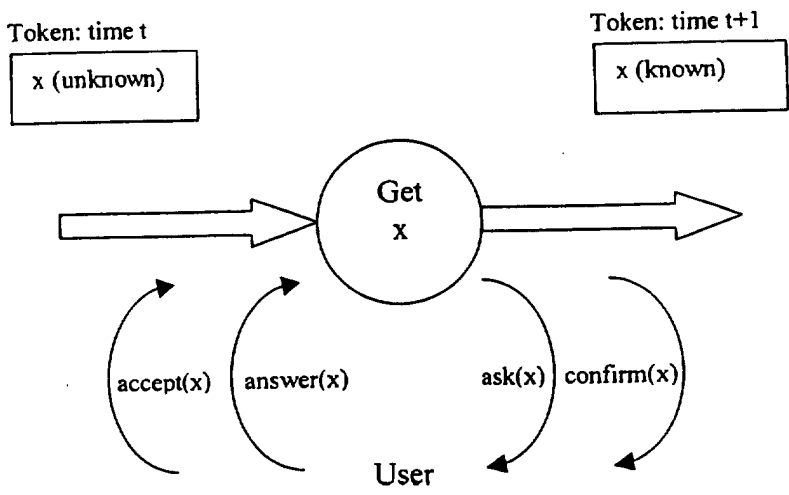 Token: time t
x (unknown)
Token: time t+1
x (known)
Get
x
accept(x)
answer(x)
ask(x)
confirm(x)
User